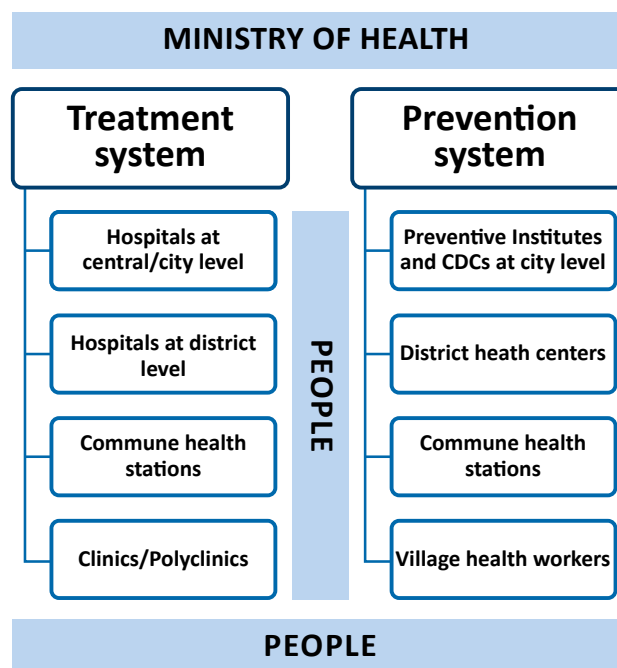 MINISTRY OF HEALTH
Treatment
system
Hospitals at
central/city level
Hospitals at district
level
Commune health
stations
Clinics/Polyclinics
PEOPLE
Prevention
system
Preventive Institutes
and CDCs at city level
District heath centers
Commune health
stations
Village health workers
PEOPLE